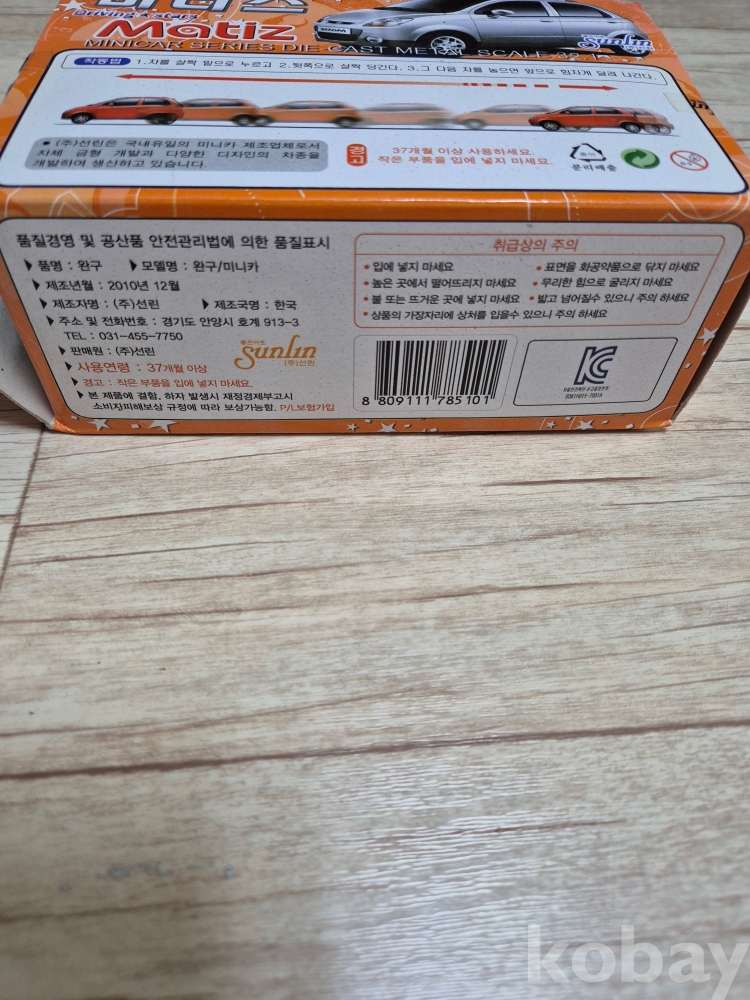 Driving★stars
Matiz
MINICAR SERIES DIE CAST METAL SCALE
Sunlin
작동법 1.차를 살짝 밑으로 누르고 2.뒷쪽으로 살짝 당긴다. 3.그 다음 차를 놓으면 앞으로 힘차게 달려 나간다.
● (주)선린은 국내유일의 미니카 제조업체로서
자체 금형 개발과 다양한 디자인의 차종을
개발하며 생산하고 있습니다.
경고
37개월 이상 사용하세요.
작은 부품을 입에 넣지 마세요.
종이
분리배출
0-3
품질경영 및 공산품 안전관리법에 의한 품질표시
▶ 품명 : 완구 ▶ 모델명 : 완구/미니카
▶ 제조년월 : 2010년 12월
▶ 제조자명 : (주)선린 ▶ 제조국명 : 한국
▶ 주소 및 전화번호 : 경기도 안양시 호계 913-3
TEL : 031-455-7750
▶ 판매원 : (주)선린
▶ 사용연령 : 37개월 이상
▶ 경고 : 작은 부품을 입에 넣지 마세요.
▶ 본 제품에 결함, 하자 발생시 재정경제부고시
소비자피해보상 규정에 따라 보상가능함. P/L보험가입
Sunlin
(주)선린
취급상의 주의
• 입에 넣지 마세요 • 표면을 화공약품으로 닦지 마세요
• 높은 곳에서 떨어뜨리지 마세요 • 무리한 힘으로 굴리지 마세요
• 불 또는 뜨거운 곳에 넣지 마세요 • 밟고 넘어질수 있으니 주의 하세요
• 상품의 가장자리에 상처를 입을수 있으니 주의 하세요
8 809111 785101
kobay